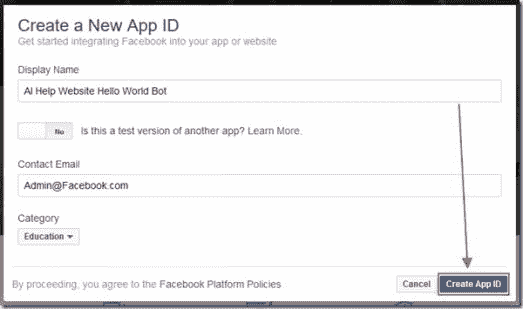 Create a New App ID
Get started integrating Facebook into your app or website
Display Name
AI Help Website Hello World Bot
No Is this a test version of another app? Learn More.
Contact Email
Admin@Facebook.com
Category
Education
By proceeding, you agree to the Facebook Platform Policies Cancel Create App ID